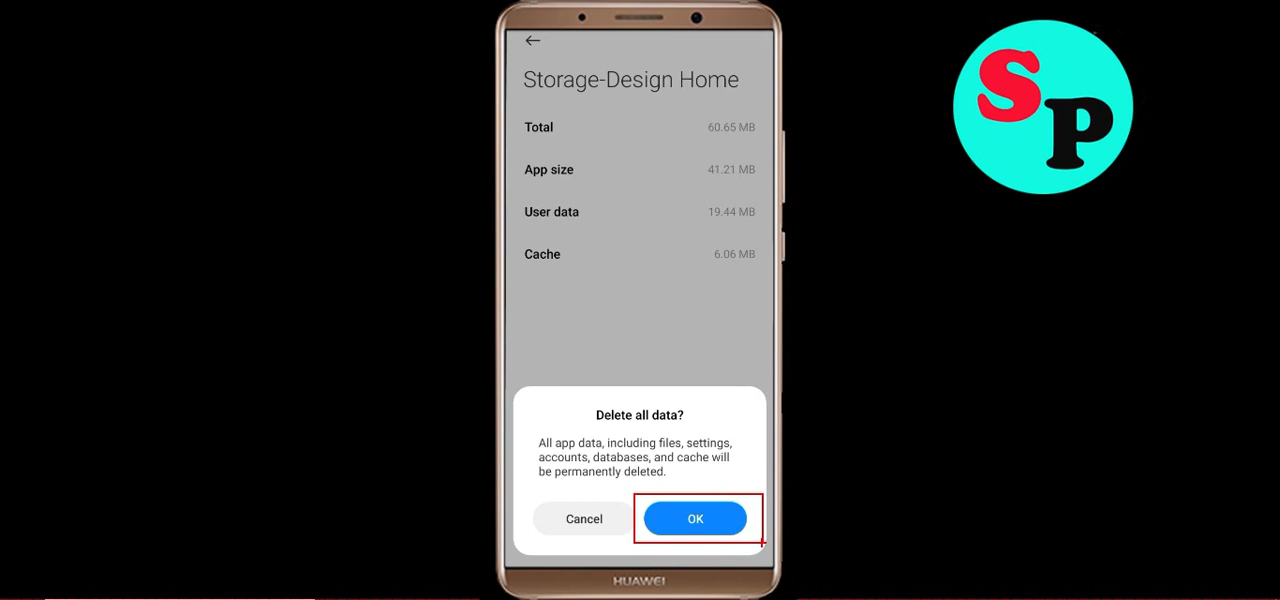 Storage-Design Home
Total 60.65 MB
App size 41.21 MB
User data 19.44 MB
Cache 6.06 MB
Delete all data?
All app data, including files, settings,
accounts, databases, and cache will
be permanently deleted.
Cancel OK
HUAWEI
SP